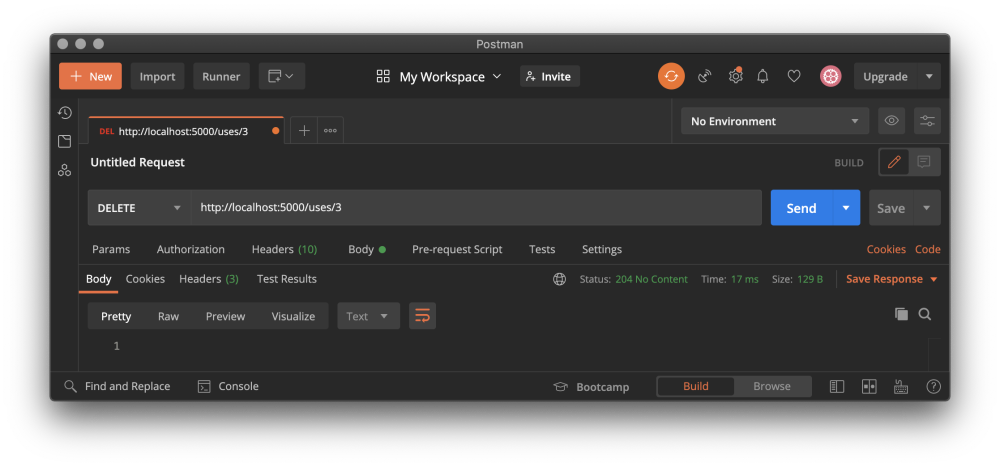 Postman
New Import Runner My Workspace Invite Upgrade
DEL http://localhost:5000/uses/3 No Environment
Untitled Request BUILD
DELETE http://localhost:5000/uses/3 Send Save
Params Authorization Headers (10) Body Pre-request Script Tests Settings Cookies Code
Body Cookies Headers (3) Test Results Status: 204 No Content Time: 17 ms Size: 129 B Save Response
Pretty Raw Preview Visualize Text
1
Find and Replace Console Bootcamp Build Browse